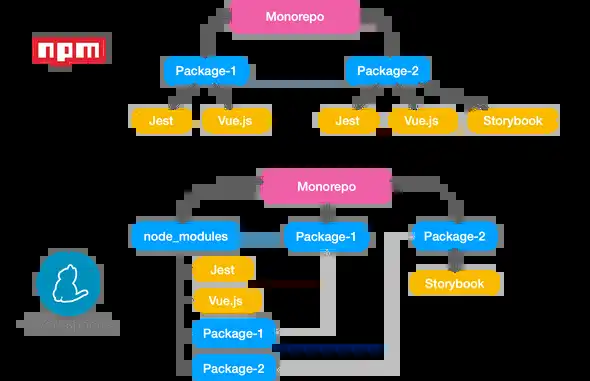 Monorepo
npm
Package-1 Package-2
Jest Vue.js Jest Vue.js Storybook
Monorepo
node_modules Package-1 Package-2
Jest
Storybook
Vue.js
Package-1
Package-2